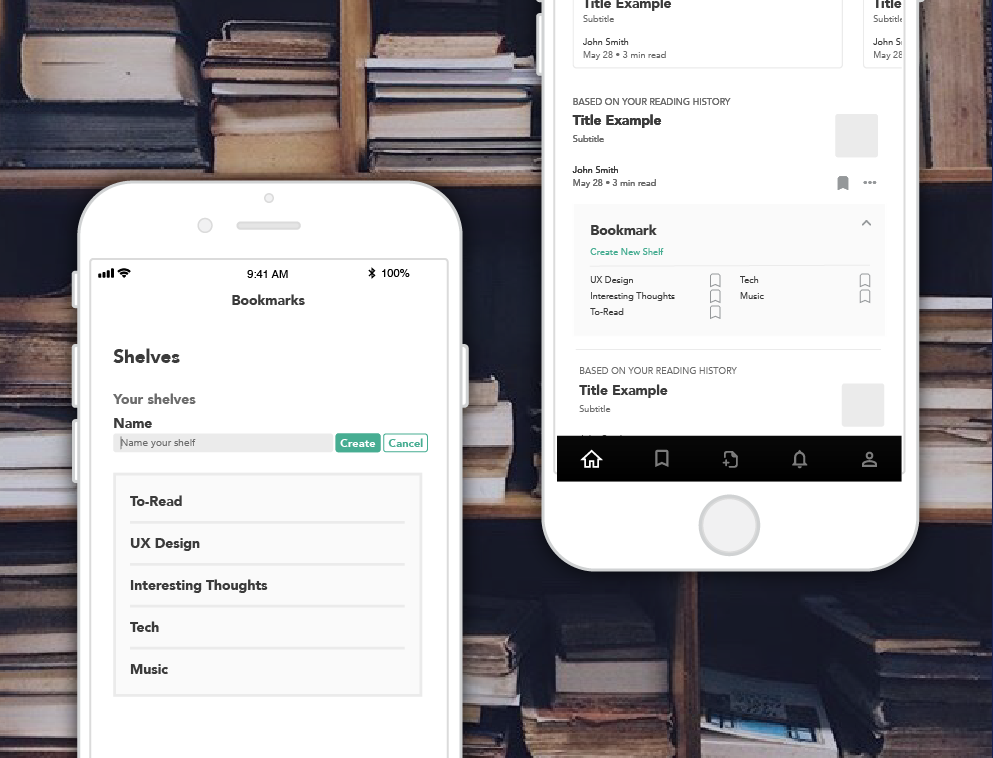 9:41 AM
100%
Bookmarks
Shelves
Your shelves
Name
Name your shelf
Create
Cancel
To-Read
UX Design
Interesting Thoughts
Tech
Music
Title Example
Subtitle
John Smith
May 28 • 3 min read
Title
John
May 28
BASED ON YOUR READING HISTORY
Title Example
Subtitle
John Smith
May 28 • 3 min read
Bookmark
Create New Shelf
UX Design
Tech
Interesting Thoughts
Music
To-Read
BASED ON YOUR READING HISTORY
Title Example
Subtitle